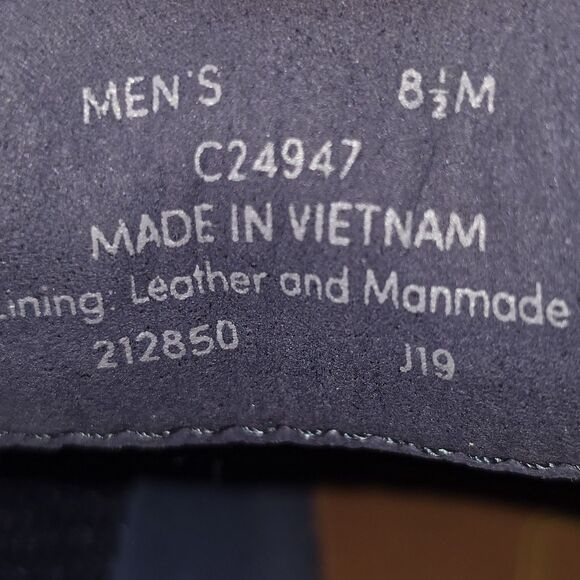 MEN'S 8½M
C24947
MADE IN VIETNAM
Lining: Leather and Manmade
212850 J19